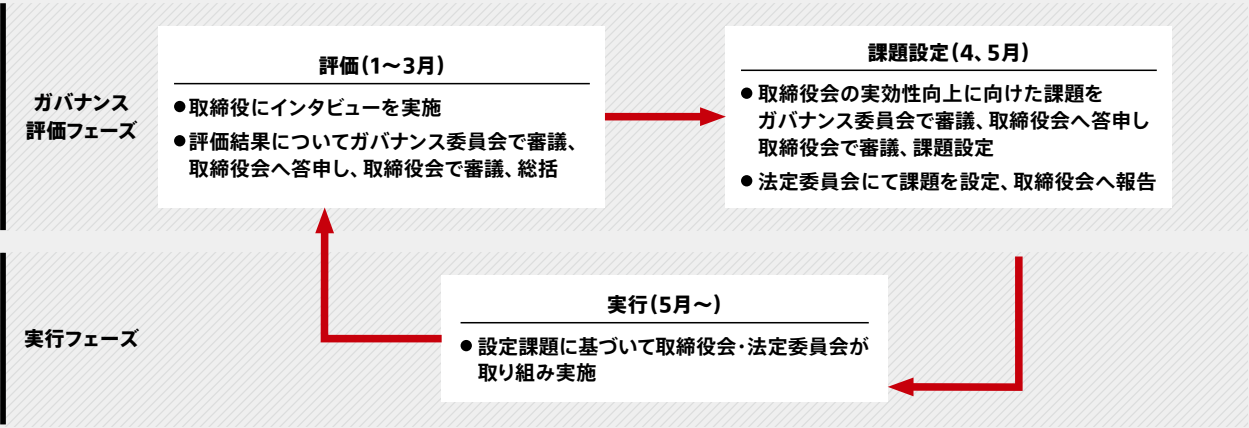 ガバナンス
評価フェーズ
評価(1～3月)
●取締役にインタビューを実施
●評価結果についてガバナンス委員会で審議、
取締役会へ答申し、取締役会で審議、総括
課題設定(4、5月)
● 取締役会の実効性向上に向けた課題を
ガバナンス委員会で審議、取締役会へ答申し
取締役会で審議、課題設定
● 法定委員会にて課題を設定、取締役会へ報告
実行フェーズ
実行(5月～)
● 設定課題に基づいて取締役会・法定委員会が
取り組み実施